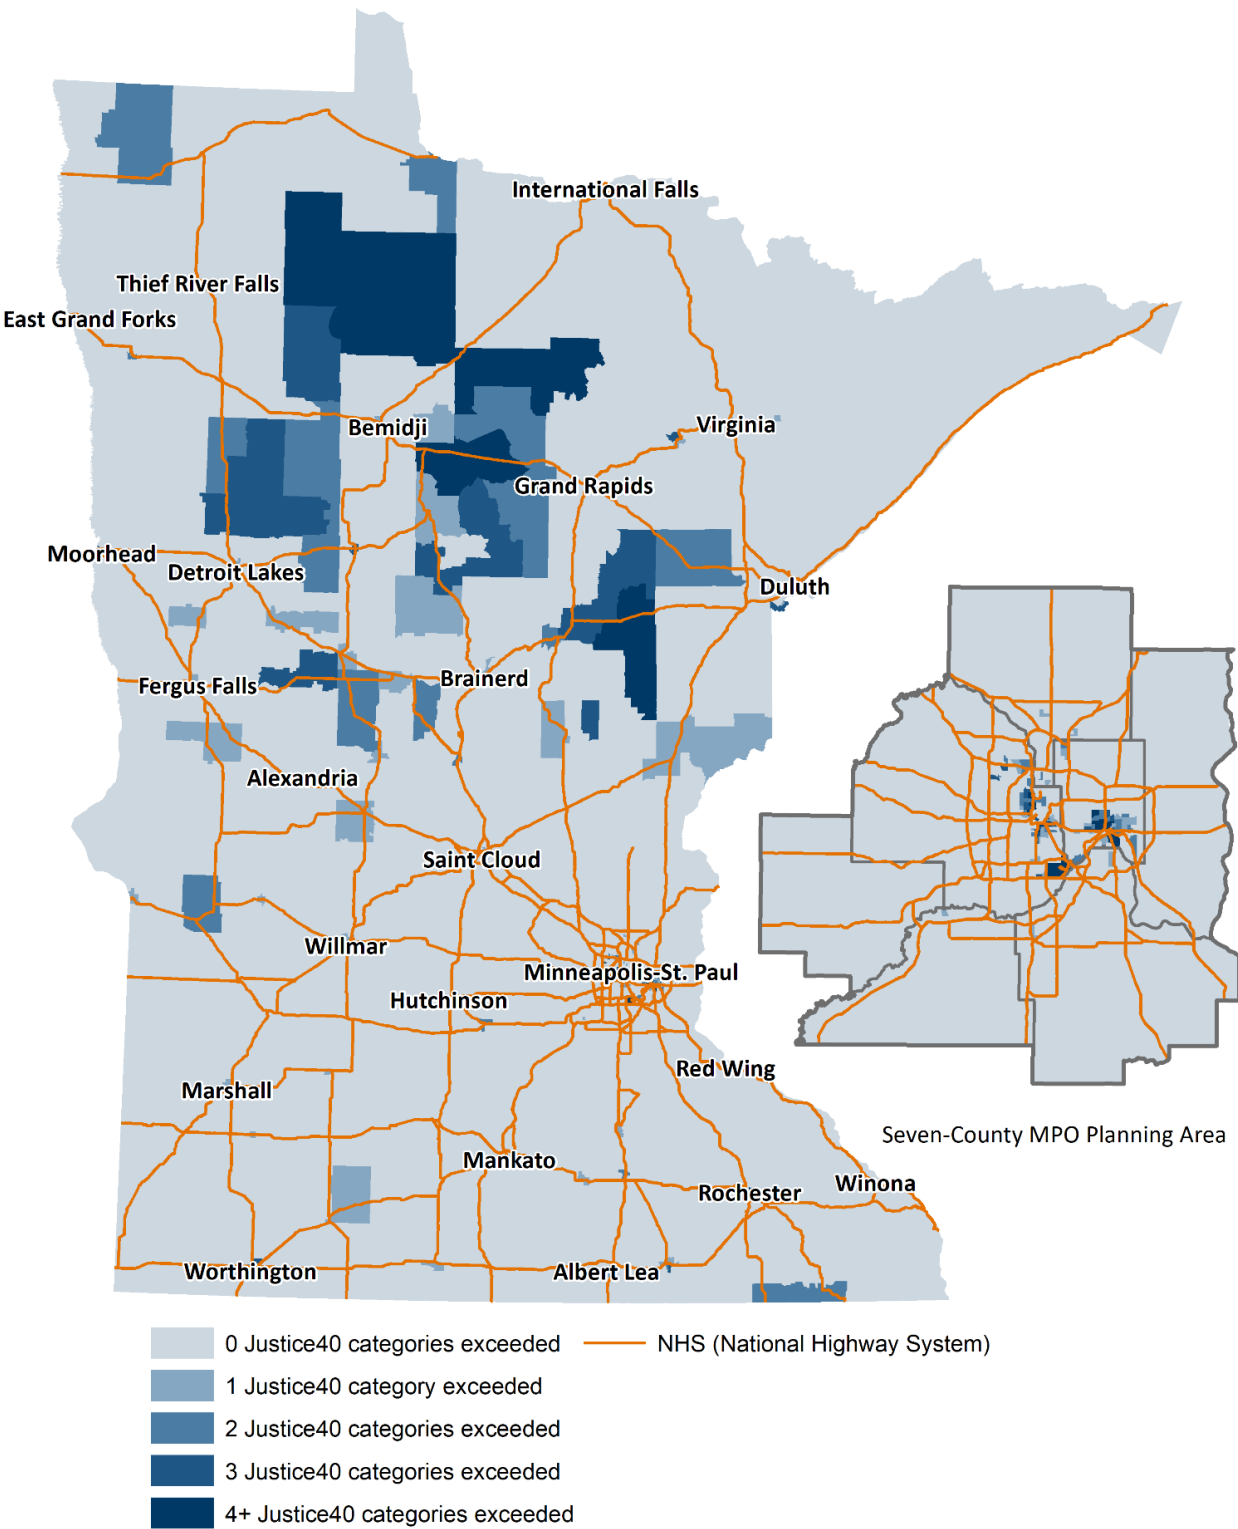 International Falls
Thief River Falls
East Grand Forks
Bemidji
Virginia
Grand Rapids
Moorhead
Detroit Lakes
Duluth
Fergus Falls
Brainerd
Alexandria
Saint Cloud
Willmar
Minneapolis-St. Paul
Hutchinson
Red Wing
Marshall
Seven-County MPO Planning Area
Mankato
Rochester
Winona
Worthington
Albert Lea
0 Justice40 categories exceeded
NHS (National Highway System)
1 Justice40 category exceeded
2 Justice40 categories exceeded
3 Justice40 categories exceeded
4+ Justice40 categories exceeded